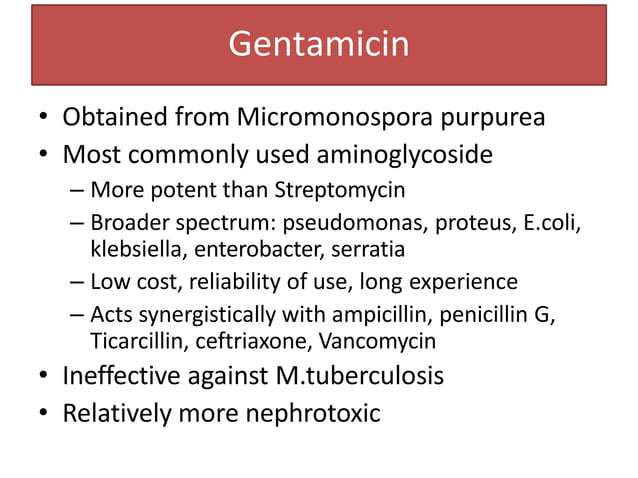 Gentamicin
• Obtained from Micromonospora purpurea
• Most commonly used aminoglycoside
– More potent than Streptomycin
– Broader spectrum: pseudomonas, proteus, E.coli,
klebsiella, enterobacter, serratia
– Low cost, reliability of use, long experience
– Acts synergistically with ampicillin, penicillin G,
Ticarcillin, ceftriaxone, Vancomycin
• Ineffective against M.tuberculosis
• Relatively more nephrotoxic